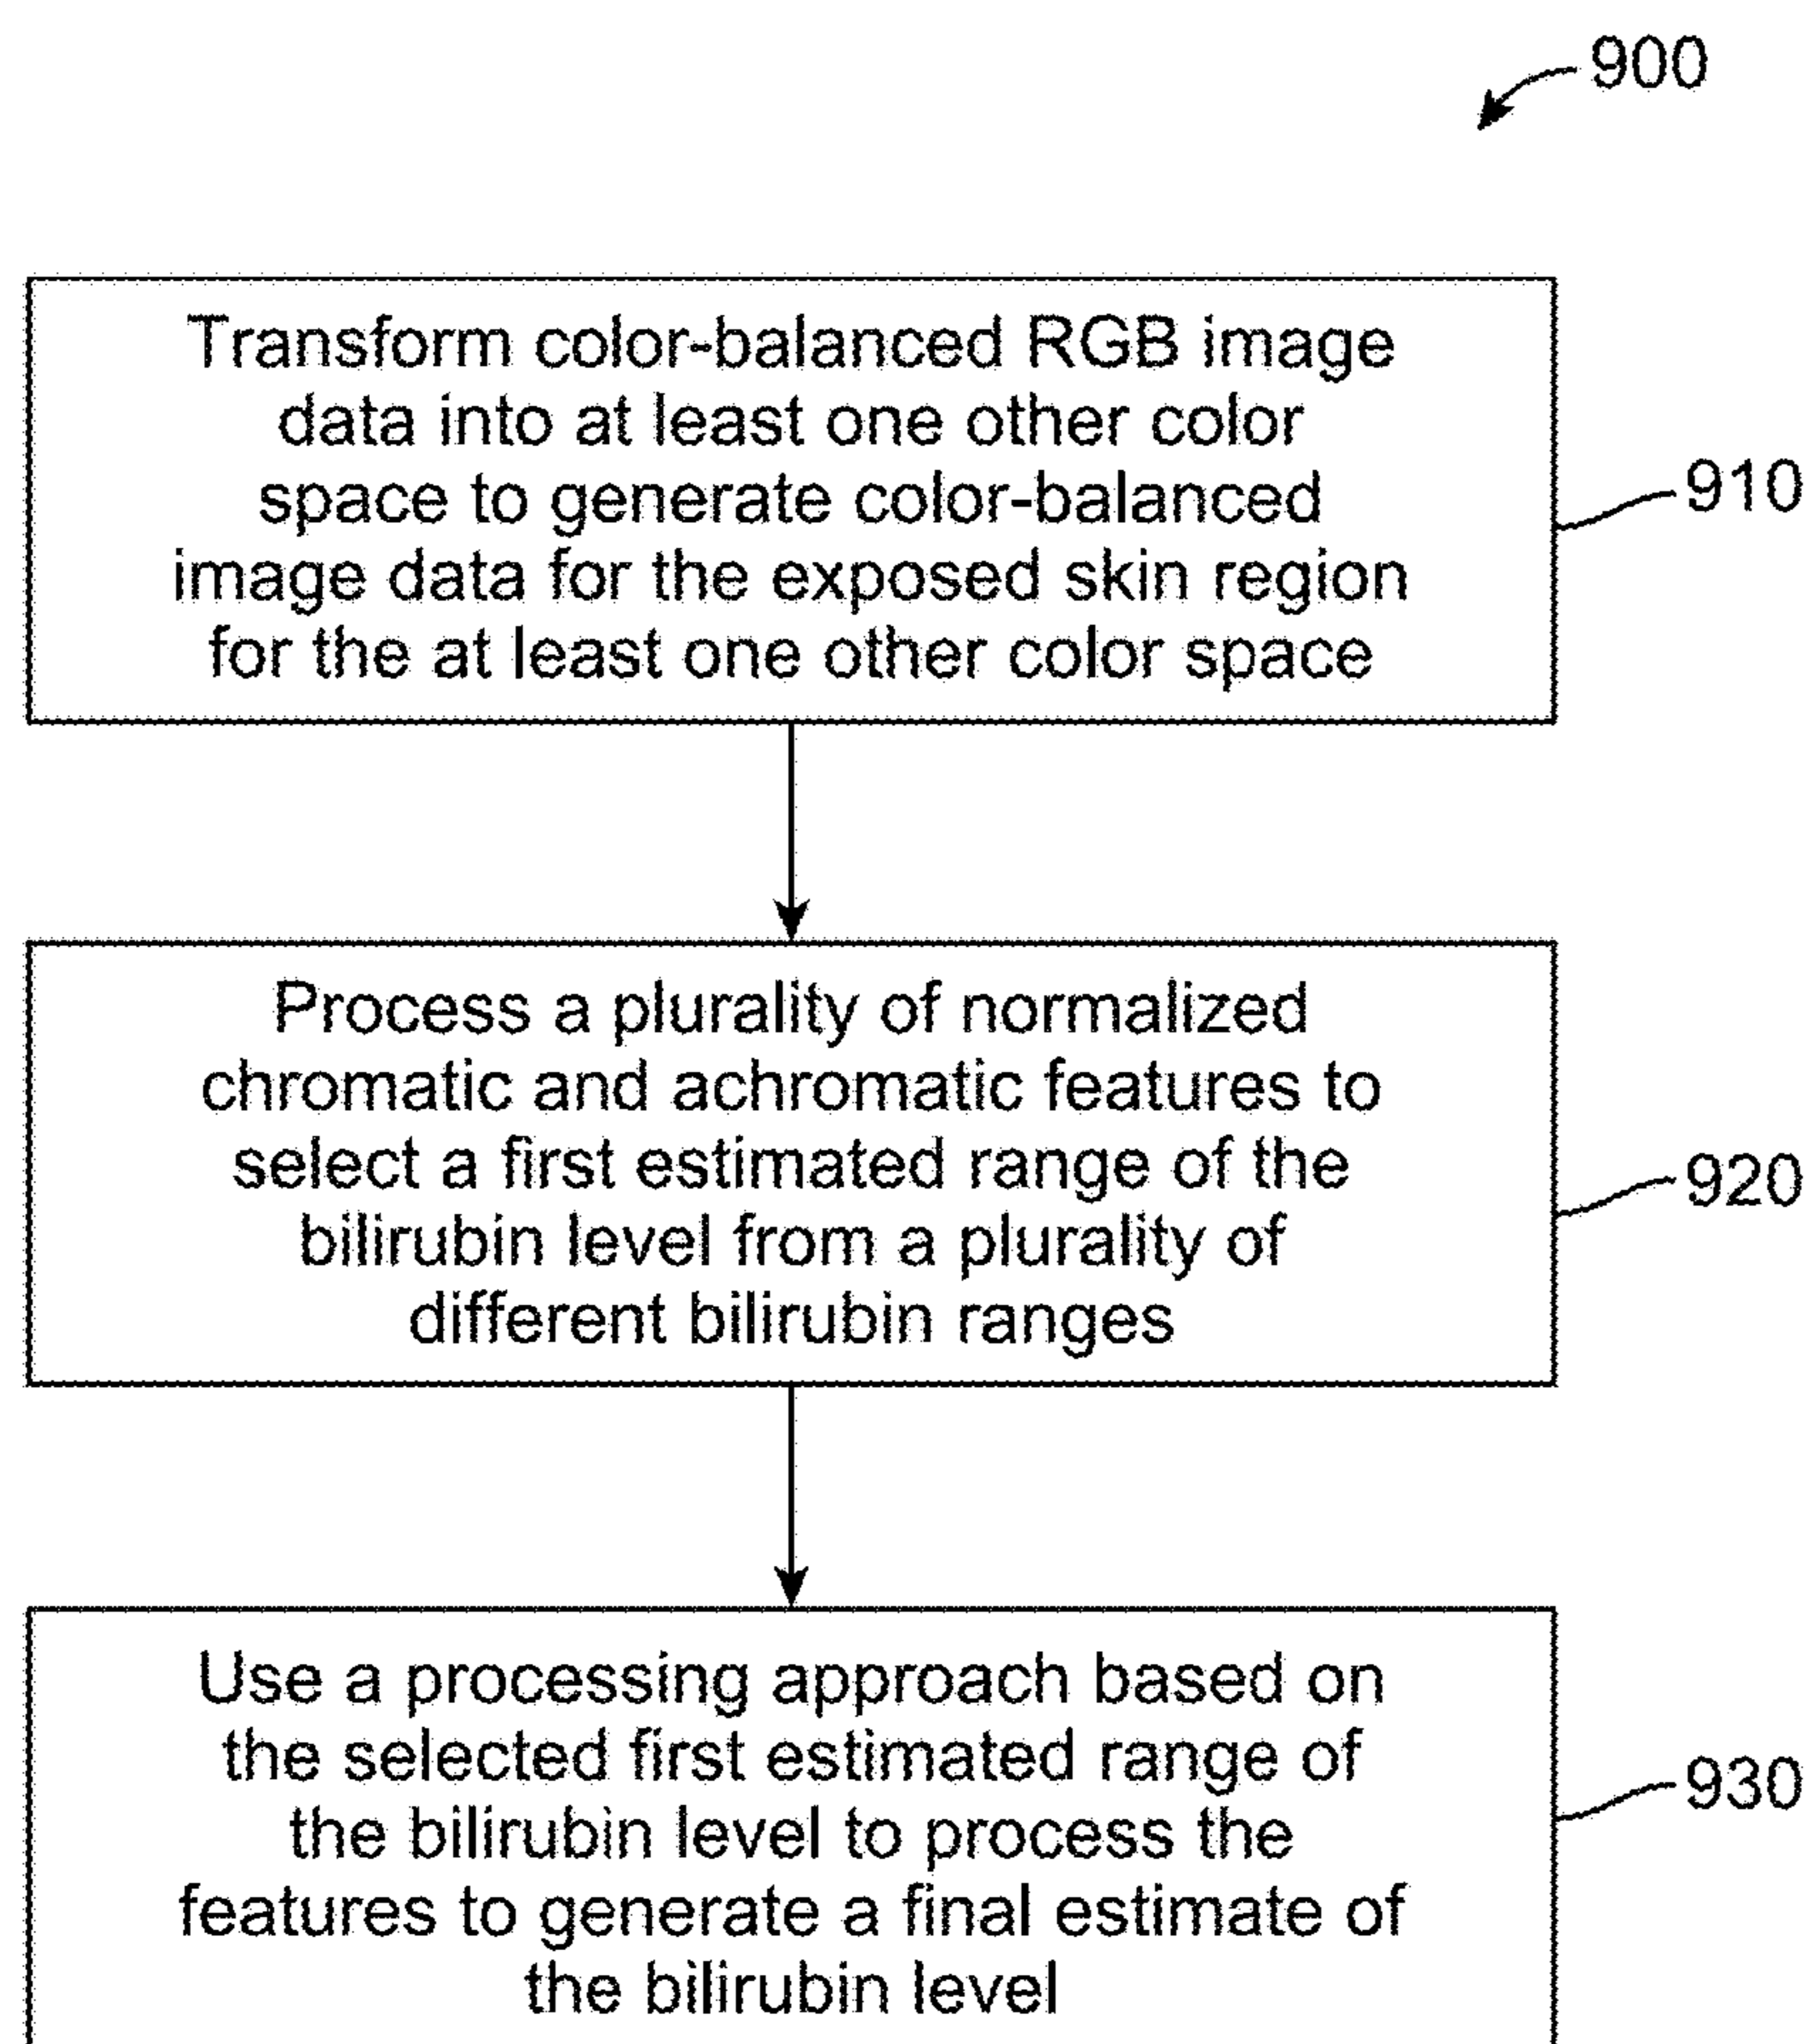 900
Transform color-balanced RGB image
data into at least one other color
space to generate color-balanced
image data for the exposed skin region
for the at least one other color space
910
Process a plurality of normalized
chromatic and achromatic features to
select a first estimated range of the
bilirubin level from a plurality of
different bilirubin ranges
920
Use a processing approach based on
the selected first estimated range of
the bilirubin level to process the
features to generate a final estimate of
the bilirubin level
930